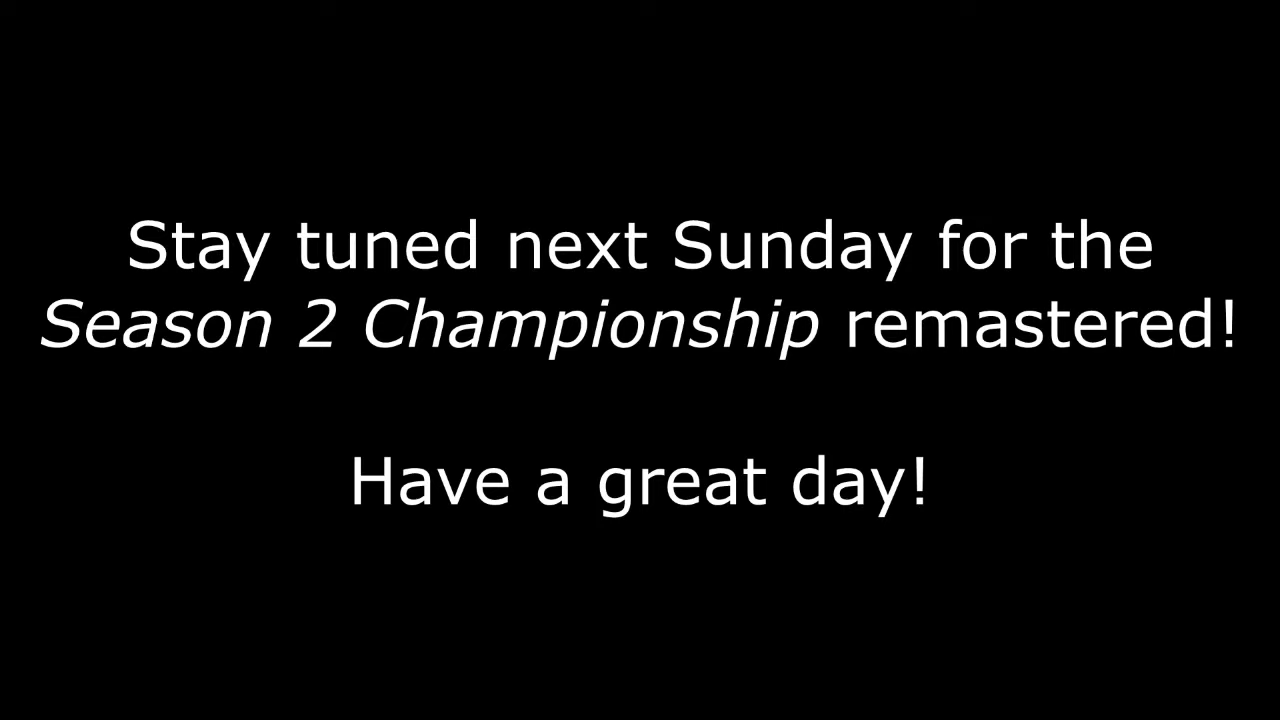 Stay tuned next Sunday for the
Season 2 Championship remastered!
Have a great day!